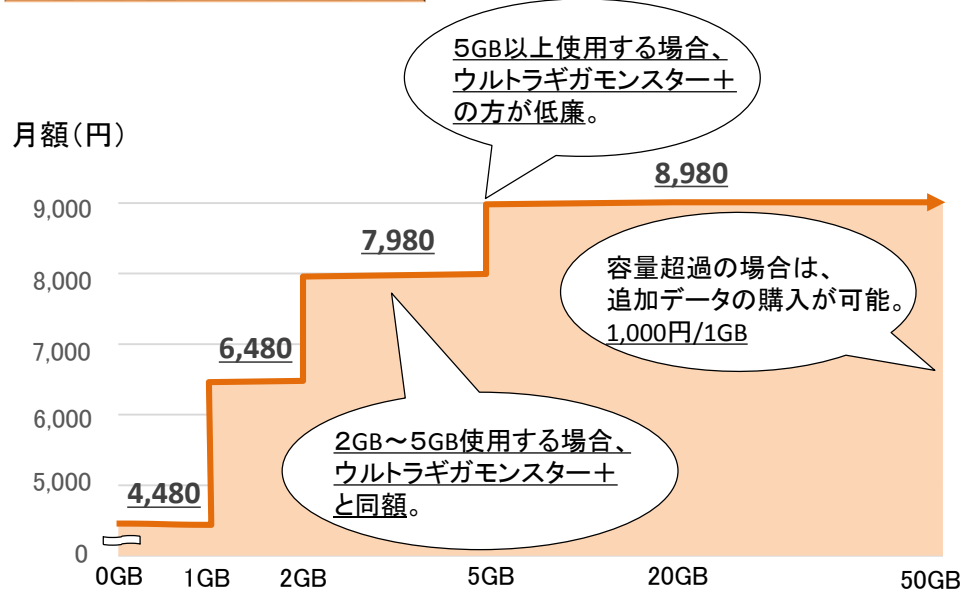 5GB以上使用する場合、
ウルトラギガモンスター＋
の方が低廉。
月額（円）
8,980
9,000
7,980
容量超過の場合は、
追加データの購入が可能。
1,000円/1GB
8,000
6,480
7,000
6,000
2GB～5GB使用する場合、
ウルトラギガモンスター＋
と同額。
5,000
4,480
0
0GB
1GB
2GB
5GB
20GB
50GB